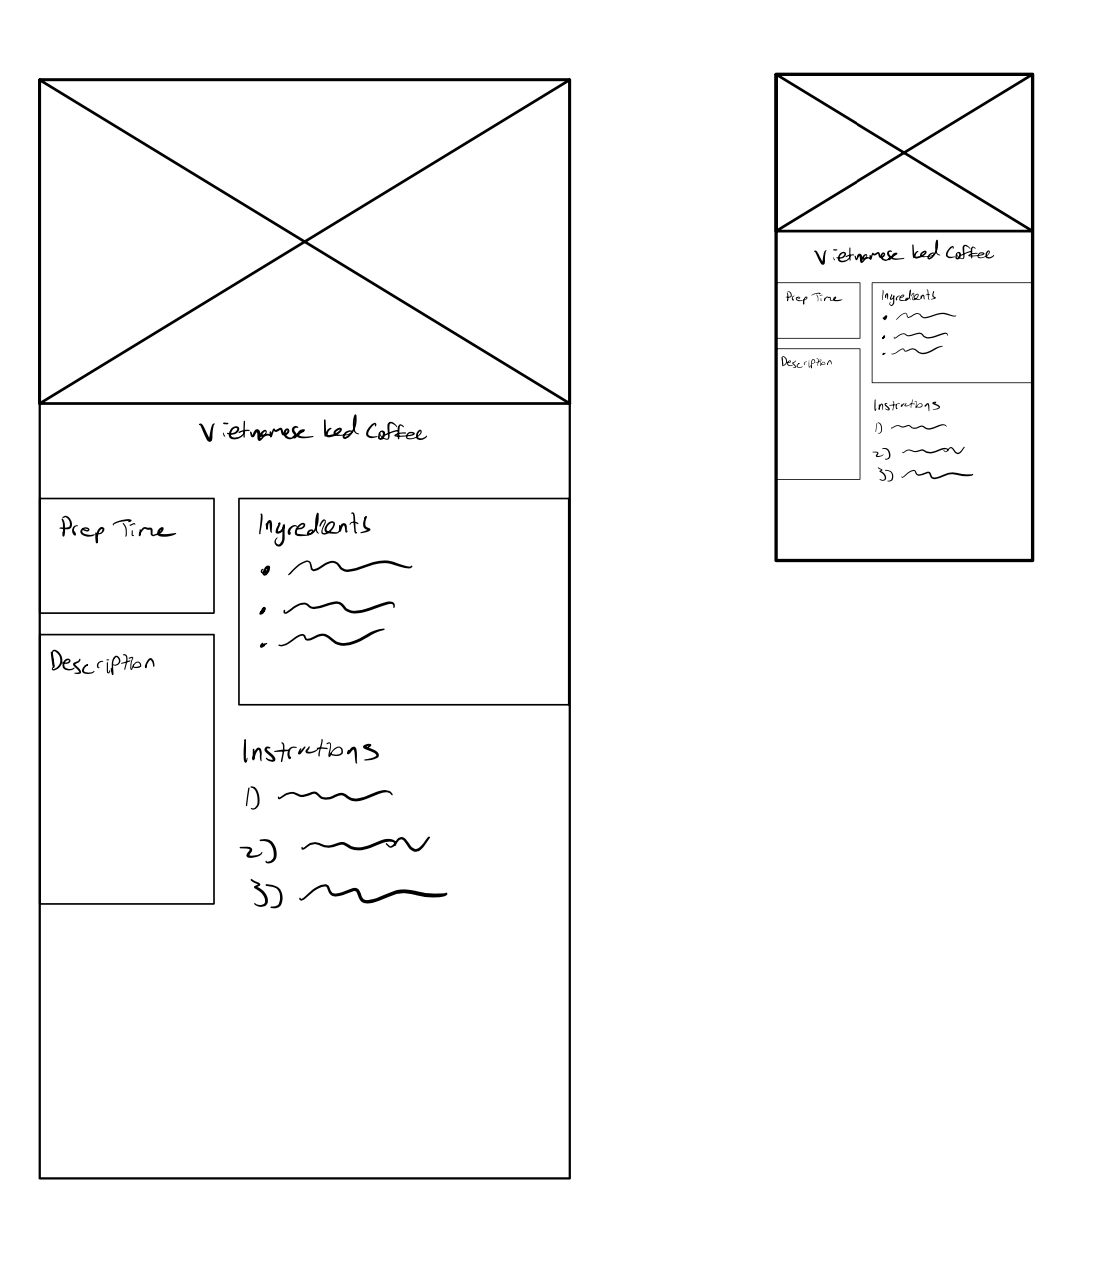 Vietnamese Iced Coffee
Prep Time
Description
Ingredients
Instructions
1)
2)
3)
Vietnamese Iced Coffee
Prep Time
Description
Ingredients
Instructions
1)
2)
3)